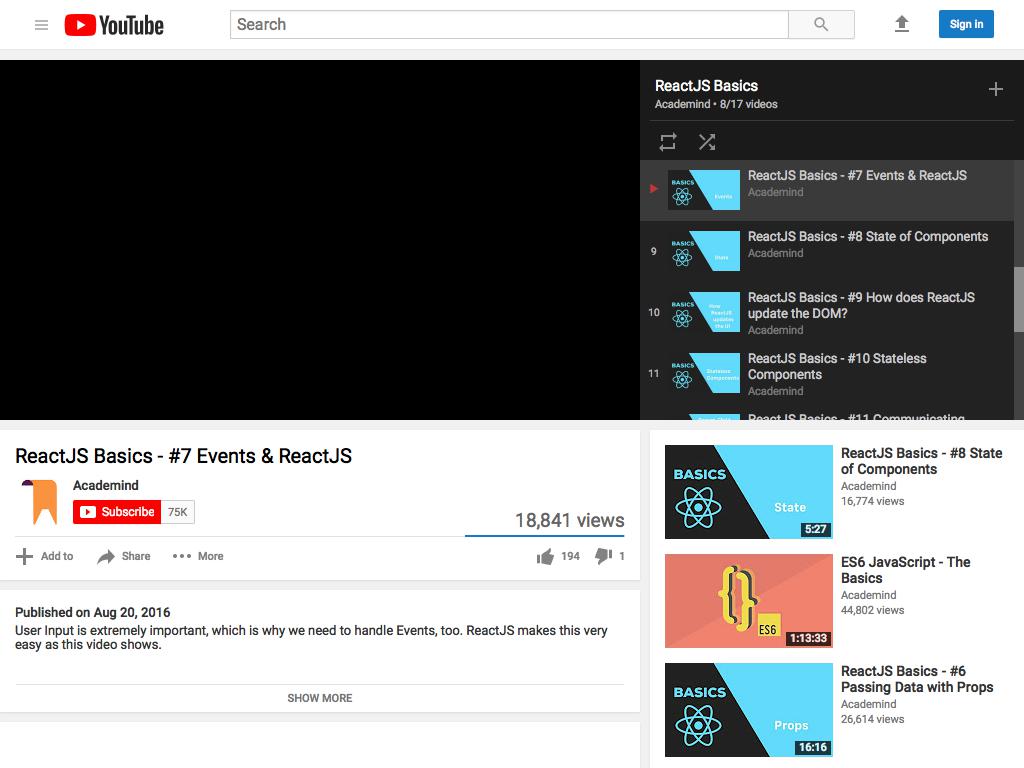 YouTube
Search
Sign in
ReactJS Basics
Academind • 8/17 videos
BASICS
Events
ReactJS Basics - #7 Events & ReactJS
Academind
9
BASICS
State
ReactJS Basics - #8 State of Components
Academind
10
BASICS
How
ReactJS
updates
the UI
ReactJS Basics - #9 How does ReactJS
update the DOM?
Academind
11
BASICS
Stateless
Components
ReactJS Basics - #10 Stateless
Components
Academind
ReactJS Basics - #11 Communicating
ReactJS Basics - #7 Events & ReactJS
Academind
Subscribe 75K
18,841 views
Add to Share More 194 1
Published on Aug 20, 2016
User Input is extremely important, which is why we need to handle Events, too. ReactJS makes this very
easy as this video shows.
SHOW MORE
BASICS
State
5:27
ReactJS Basics - #8 State
of Components
Academind
16,774 views
ES6
1:13:33
ES6 JavaScript - The
Basics
Academind
44,802 views
BASICS
Props
16:16
ReactJS Basics - #6
Passing Data with Props
Academind
26,614 views